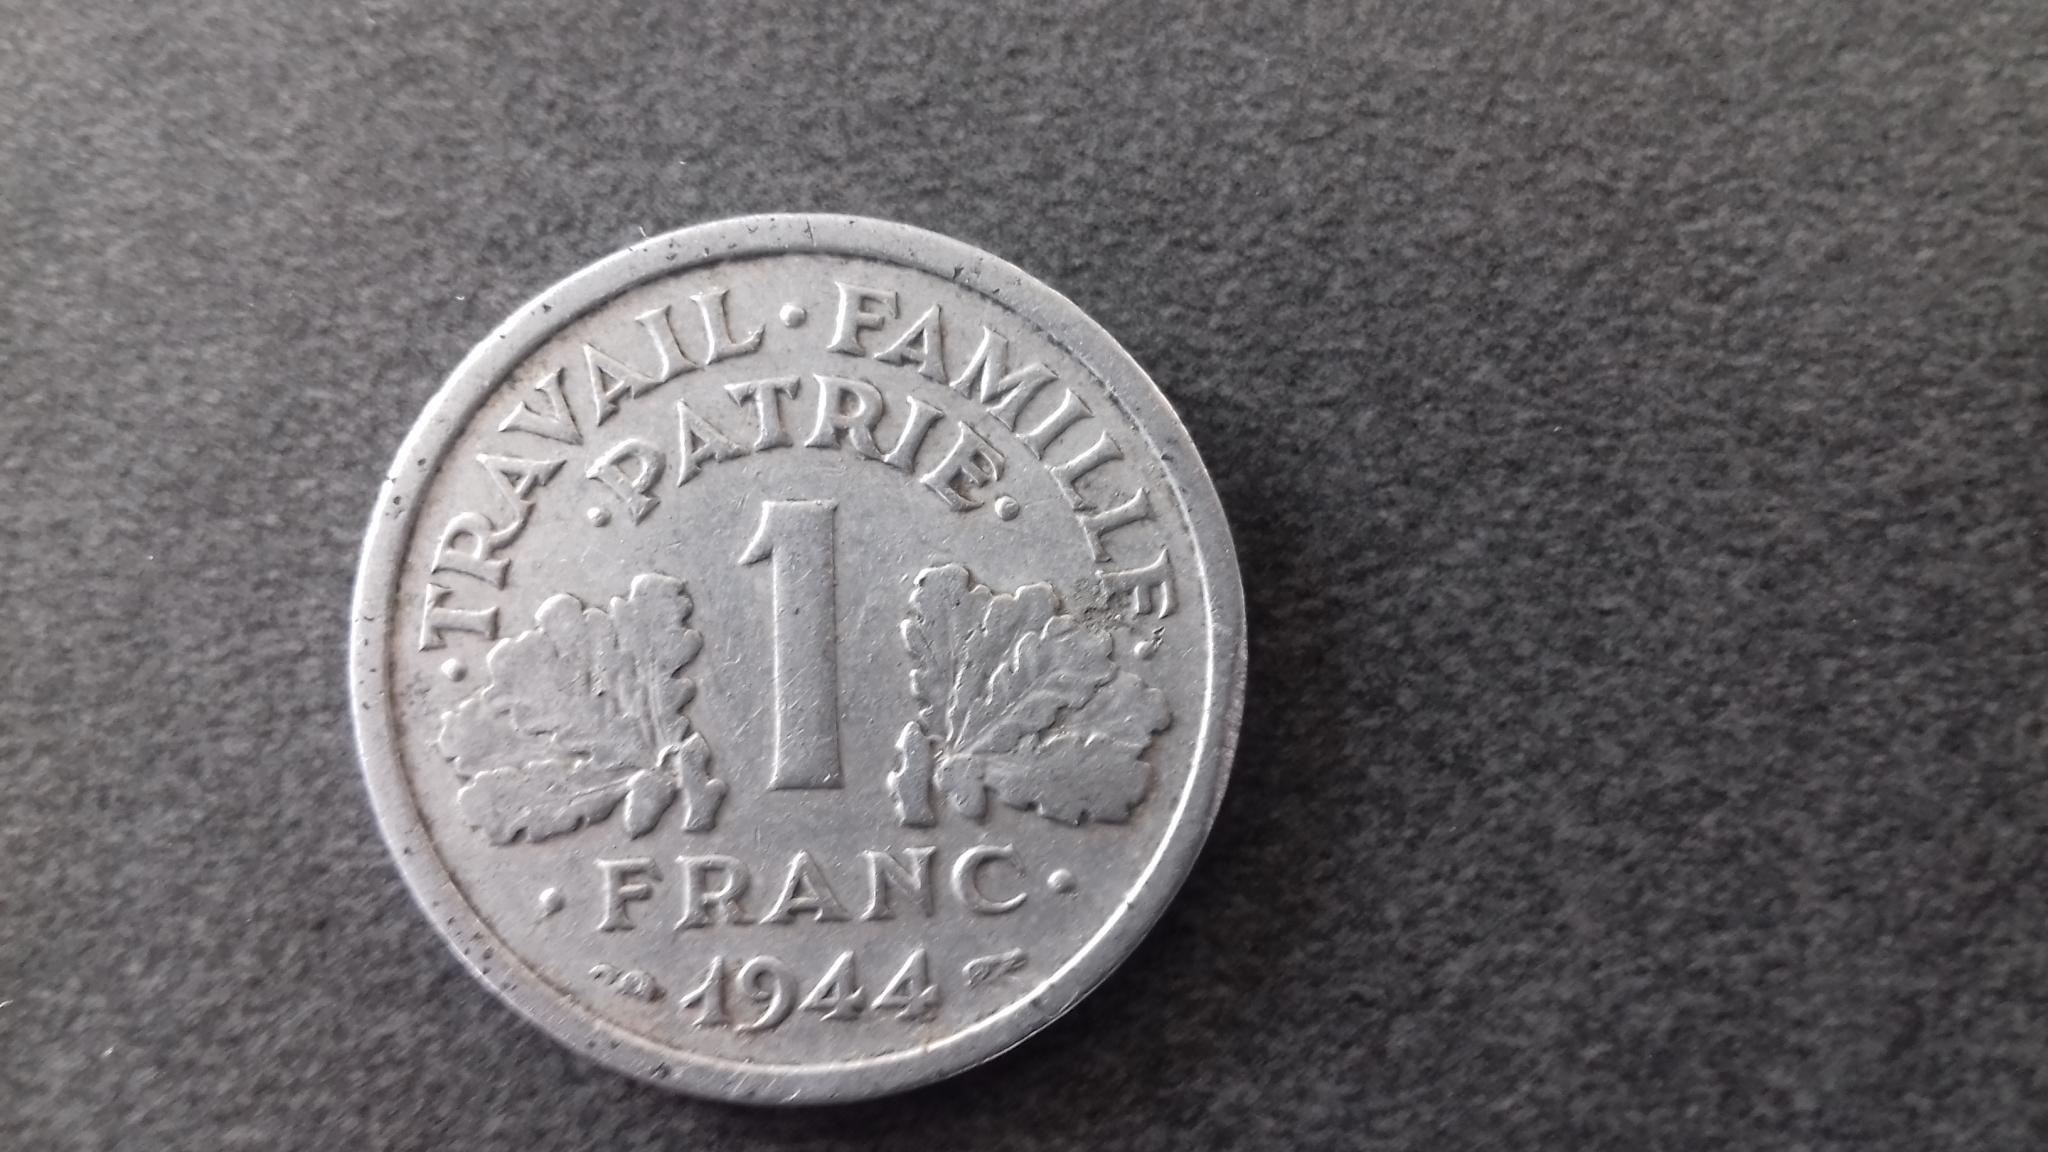 · TRAVAIL · FAMILLE ·
· PATRIE ·
1
· FRANC ·
1944